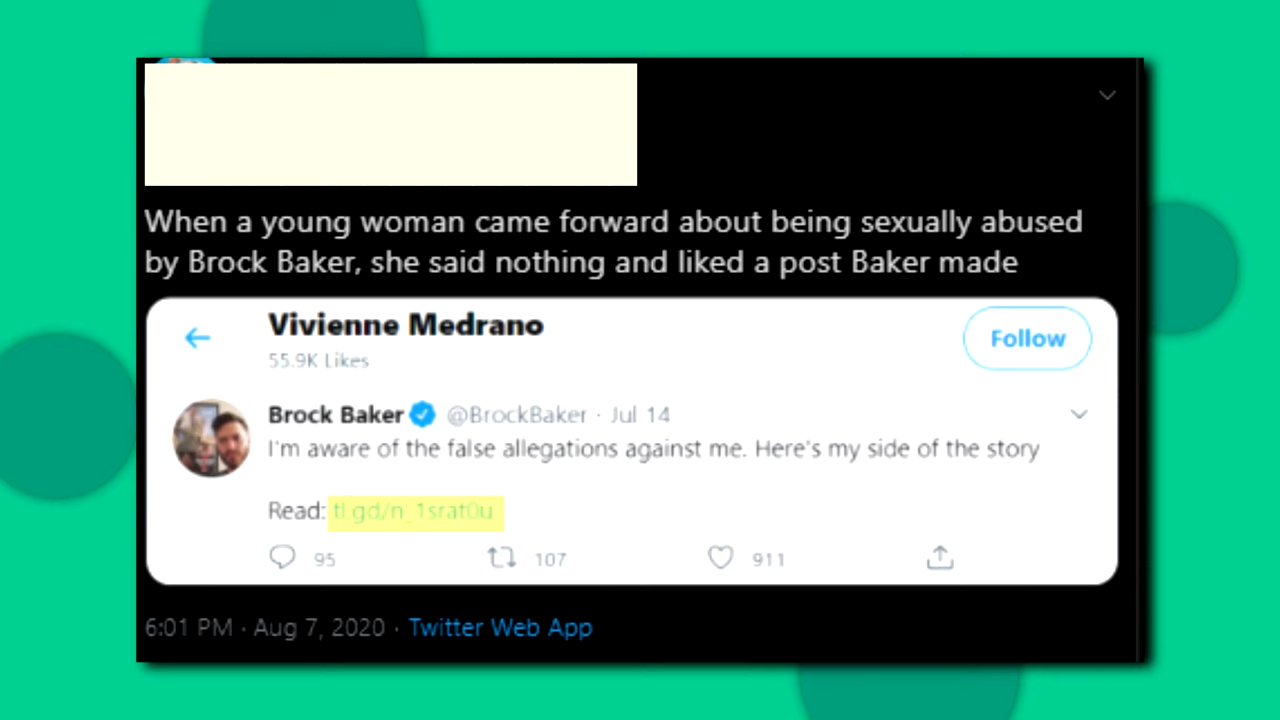 When a young woman came forward about being sexually abused
by Brock Baker, she said nothing and liked a post Baker made
Vivienne Medrano
55.9K Likes
Follow
Brock Baker @BrockBaker · Jul 14
I'm aware of the false allegations against me. Here's my side of the story
Read: tl.gd/n_1srat0u
95 107 911
6:01 PM · Aug 7, 2020 · Twitter Web App